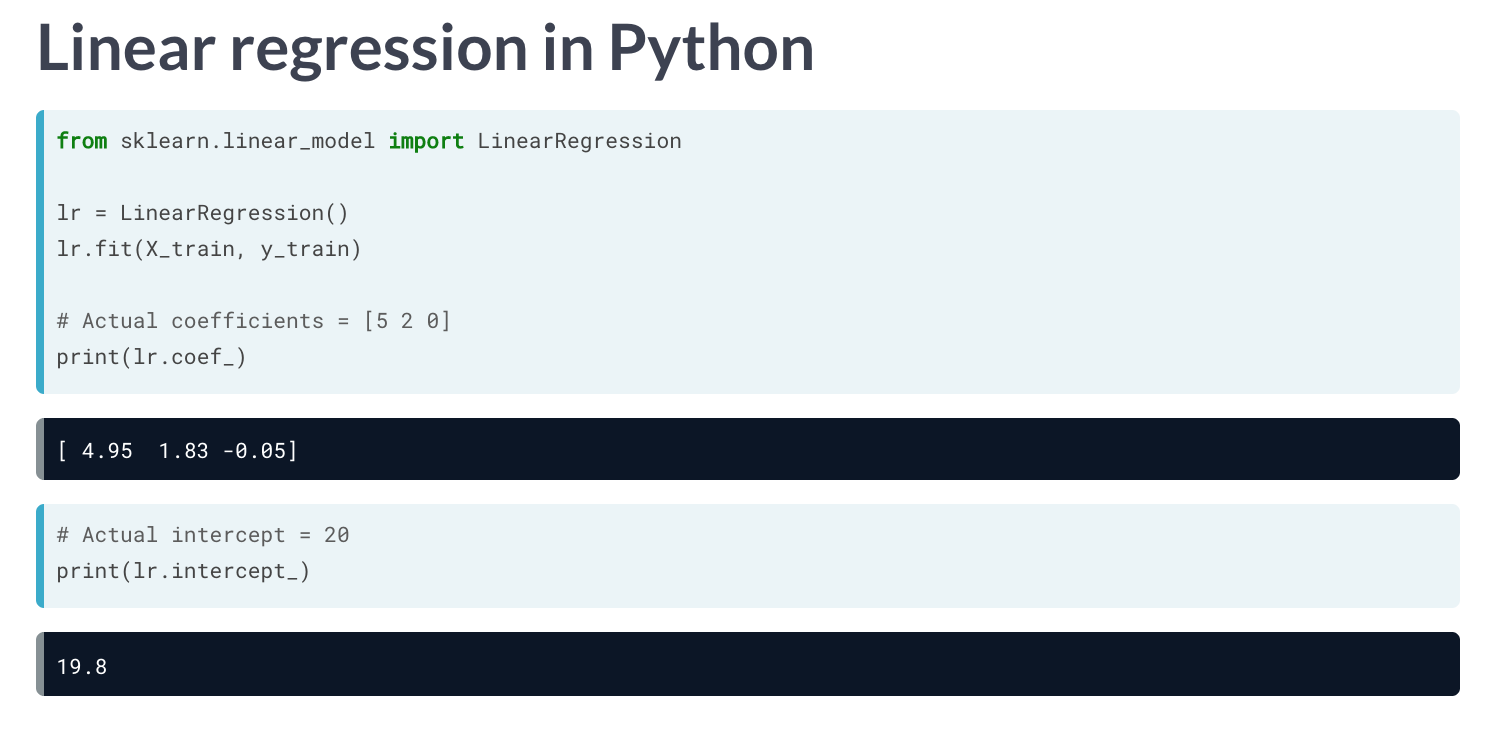 Linear regression in Python
from sklearn.linear_model import LinearRegression
lr = LinearRegression()
lr.fit(X_train, y_train)
# Actual coefficients = [5 2 0]
print(lr.coef_)
[ 4.95  1.83 -0.05]
# Actual intercept = 20
print(lr.intercept_)
19.8